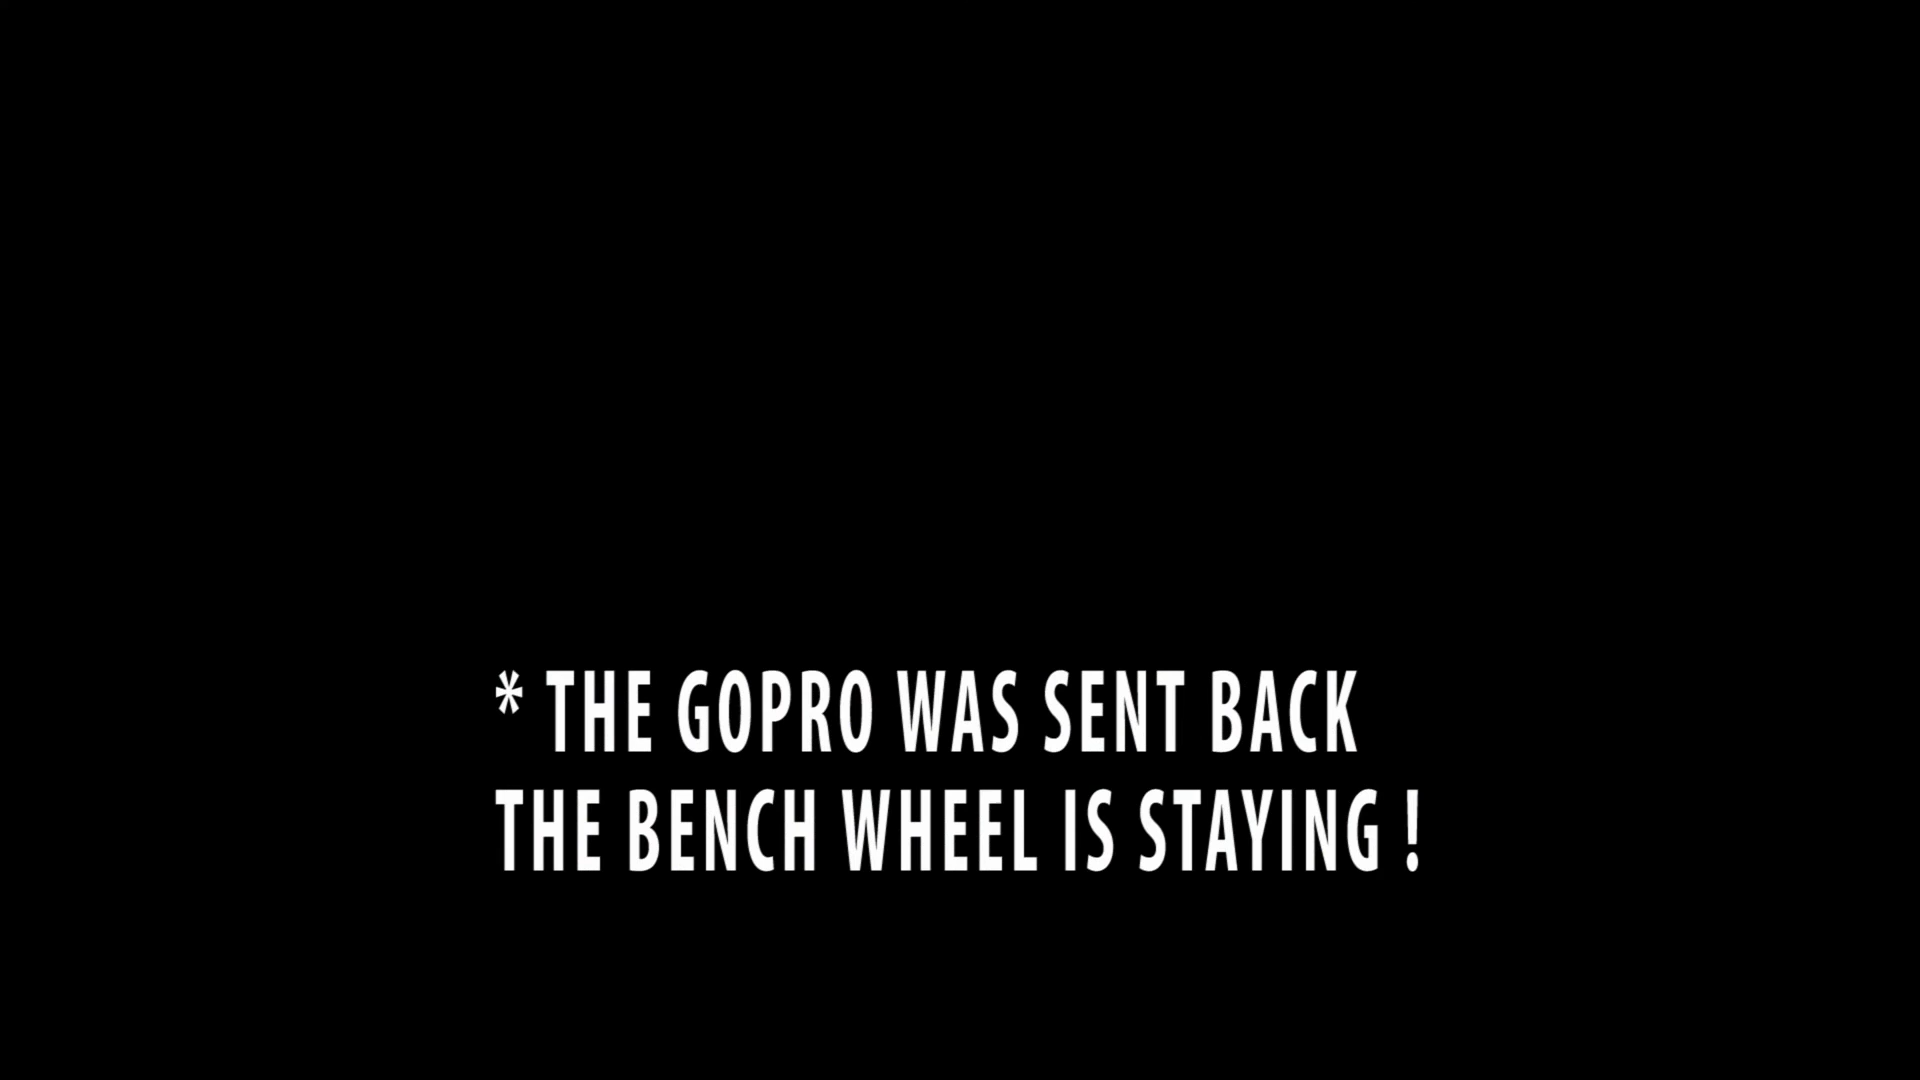 * THE GOPRO WAS SENT BACK
THE BENCH WHEEL IS STAYING !